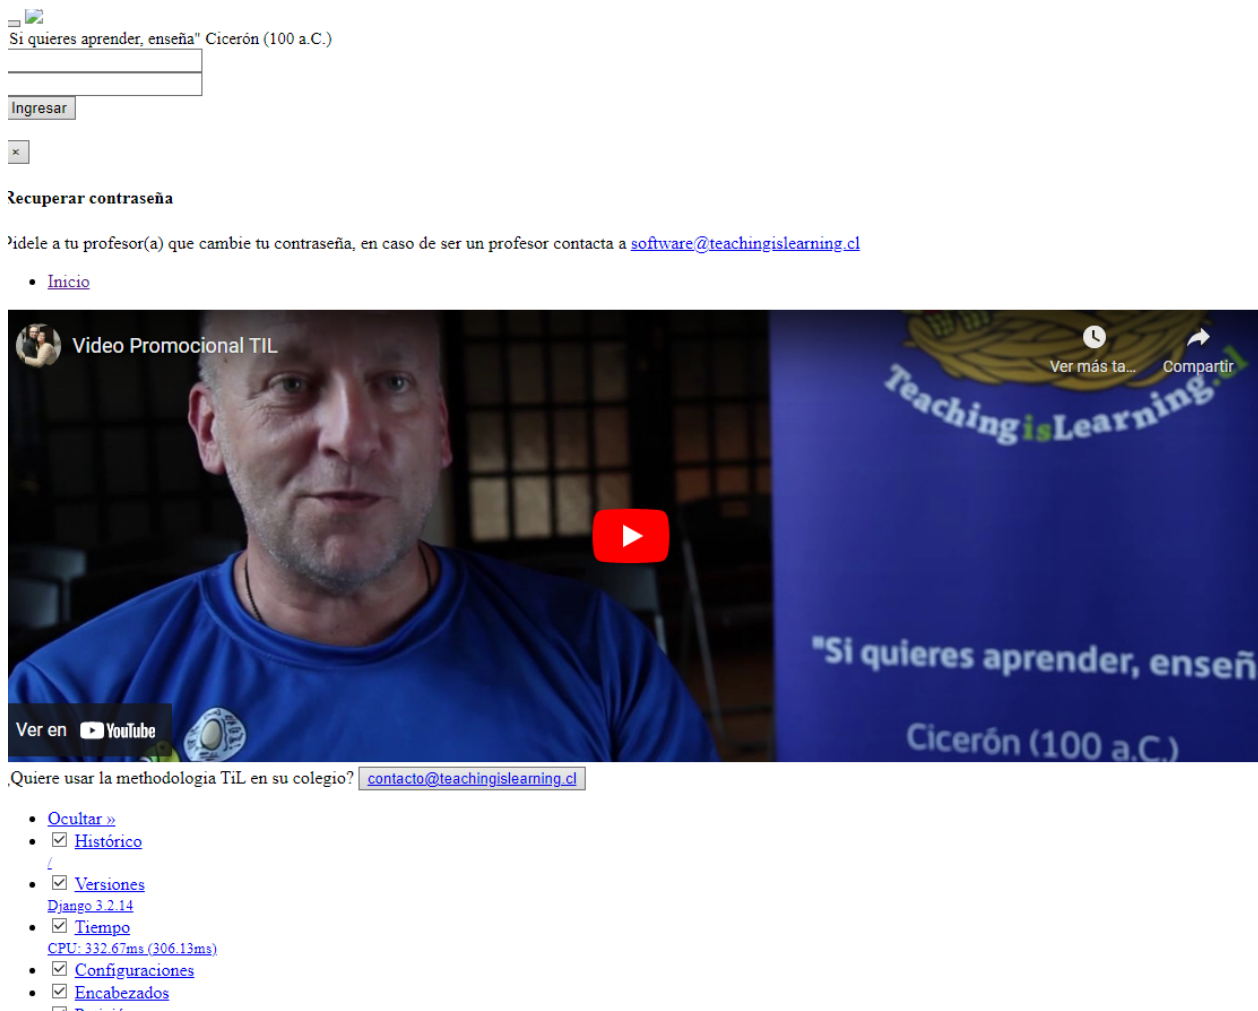 Si quieres aprender, enseña" Cicerón (100 a.C.)
Ingresar
×
Recuperar contraseña
Pidele a tu profesor(a) que cambie tu contraseña, en caso de ser un profesor contacta a software@teachingislearning.cl
Inicio
Video Promocional TIL
Ver más ta...
Compartir
TeachingisLearning.cl
"Si quieres aprender, enseñ
Cicerón (100 a.C.)
Ver en YouTube
¿Quiere usar la methodologia TiL en su colegio? contacto@teachingislearning.cl
Ocultar »
Histórico
/
Versiones
Django 3.2.14
Tiempo
CPU: 332.67ms (306.13ms)
Configuraciones
Encabezados